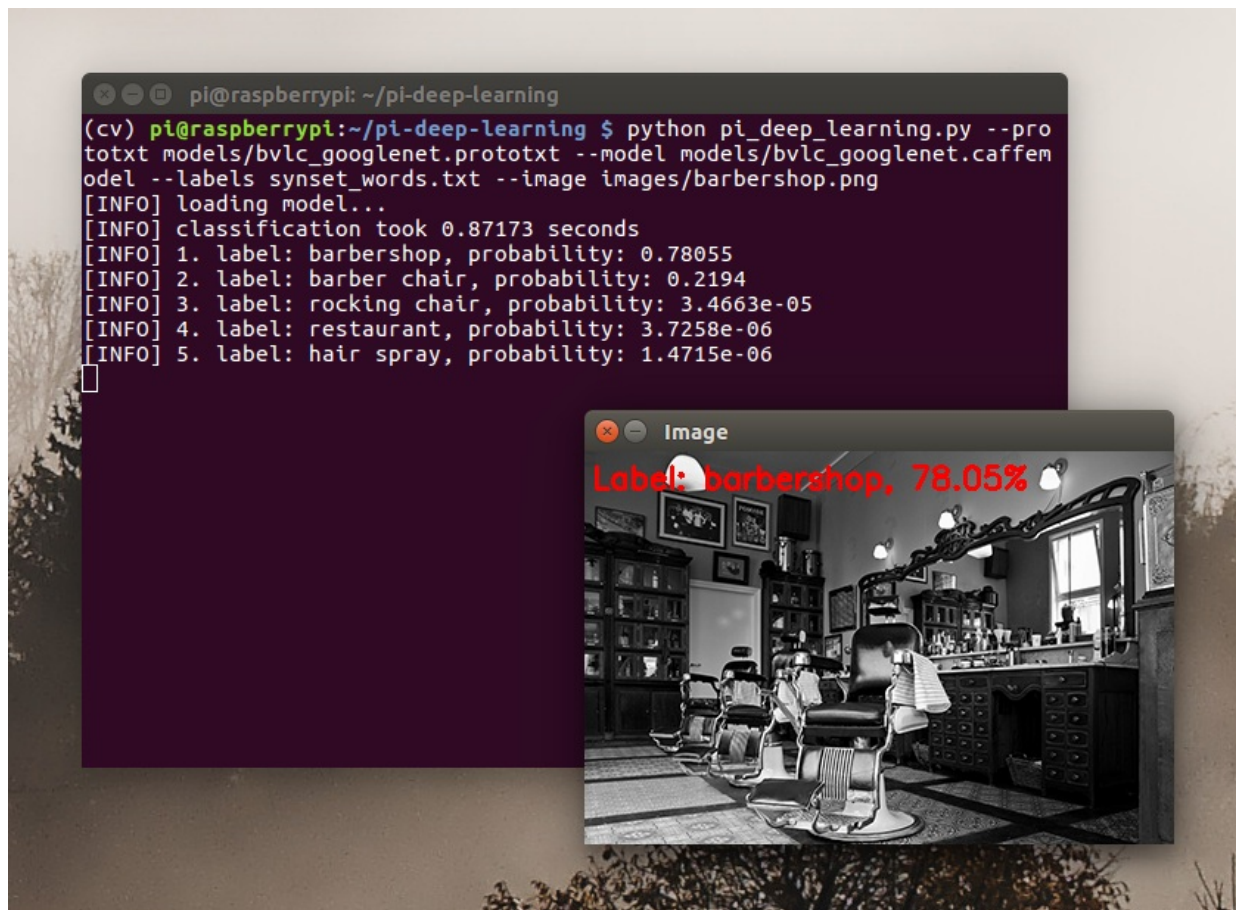 pi@raspberrypi: ~/pi-deep-learning
(cv) pi@raspberrypi:~/pi-deep-learning $ python pi_deep_learning.py --pro
totxt models/bvlc_googlenet.prototxt --model models/bvlc_googlenet.caffem
odel --labels synset_words.txt --image images/barbershop.png
[INFO] loading model...
[INFO] classification took 0.87173 seconds
[INFO] 1. label: barbershop, probability: 0.78055
[INFO] 2. label: barber chair, probability: 0.2194
[INFO] 3. label: rocking chair, probability: 3.4663e-05
[INFO] 4. label: restaurant, probability: 3.7258e-06
[INFO] 5. label: hair spray, probability: 1.4715e-06
Image
Label: barbershop, 78.05%